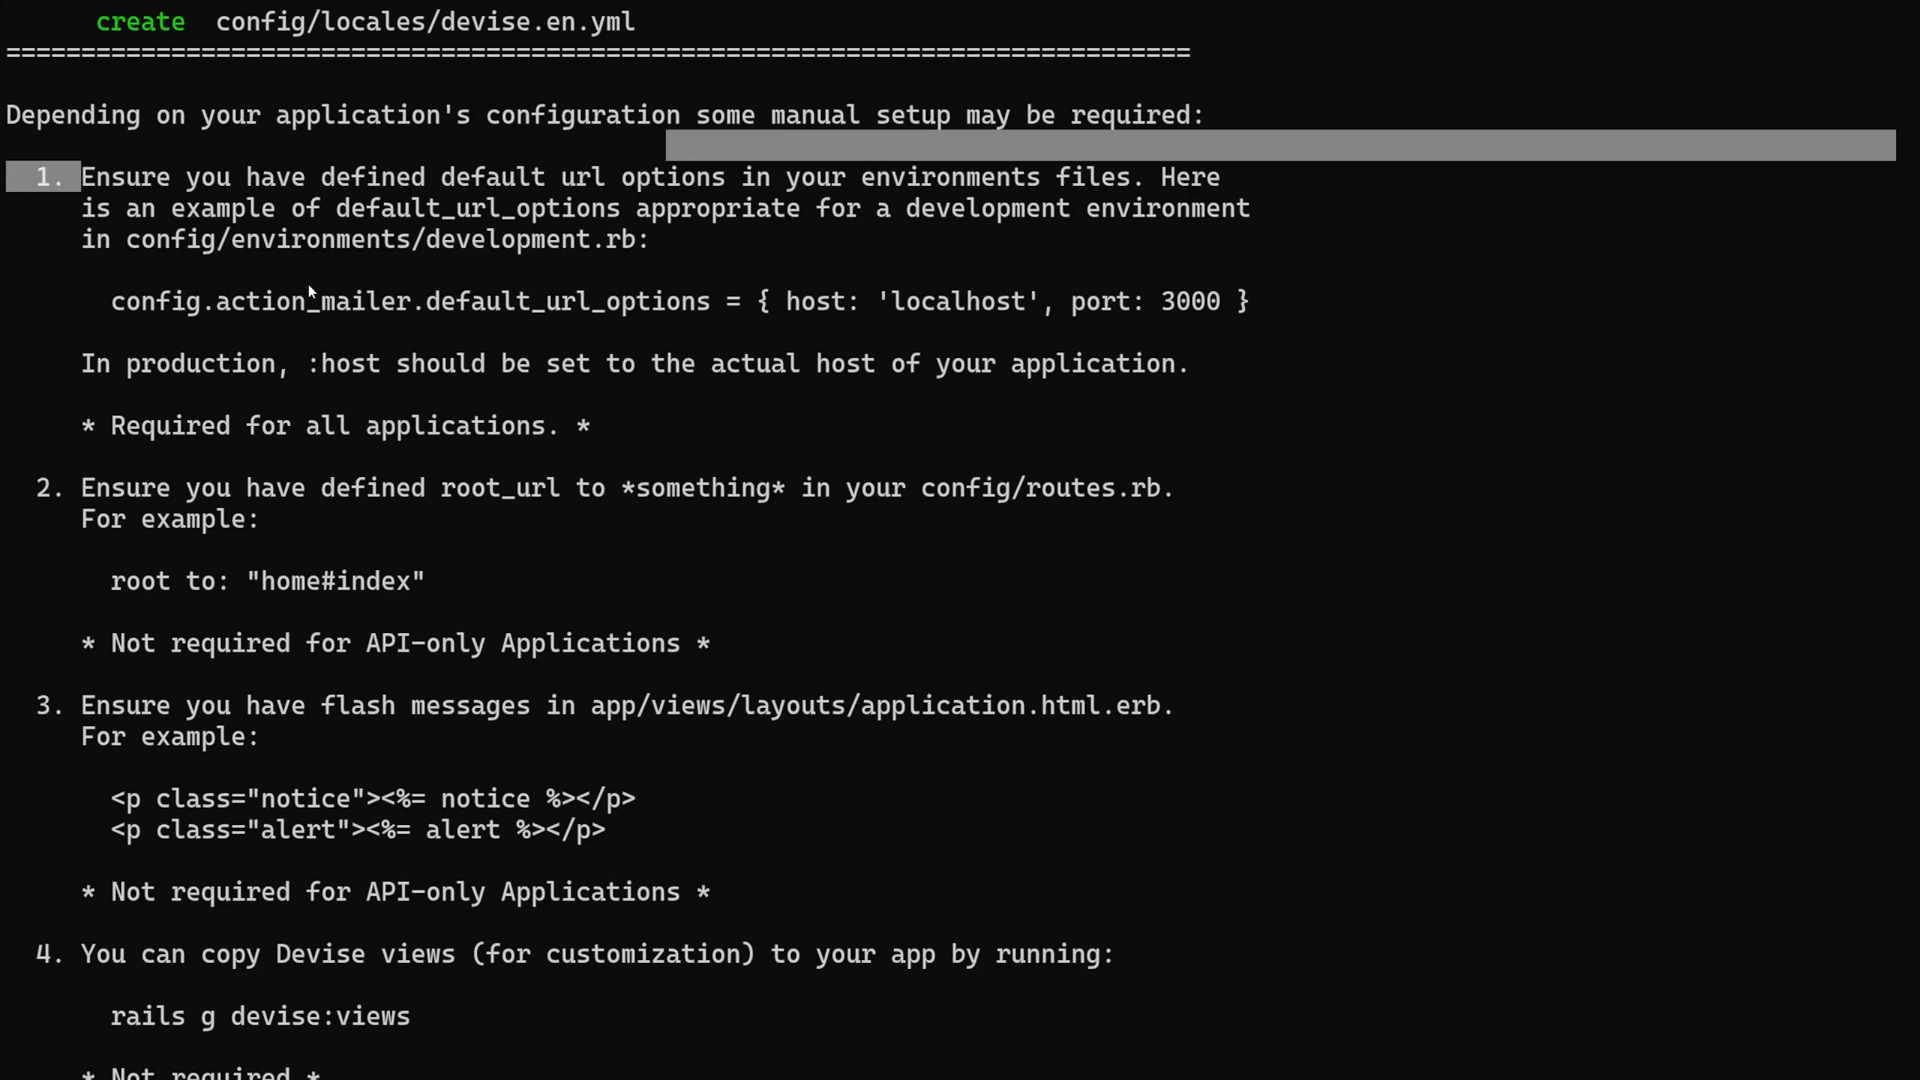 create  config/locales/devise.en.yml
===============================================================================
Depending on your application's configuration some manual setup may be required:
1. Ensure you have defined default url options in your environments files. Here
is an example of default_url_options appropriate for a development environment
in config/environments/development.rb:
config.action_mailer.default_url_options = { host: 'localhost', port: 3000 }
In production, :host should be set to the actual host of your application.
* Required for all applications. *
2. Ensure you have defined root_url to *something* in your config/routes.rb.
For example:
root to: "home#index"
* Not required for API-only Applications *
3. Ensure you have flash messages in app/views/layouts/application.html.erb.
For example:
<p class="notice"><%= notice %></p>
<p class="alert"><%= alert %></p>
* Not required for API-only Applications *
4. You can copy Devise views (for customization) to your app by running:
rails g devise:views
* Not required *